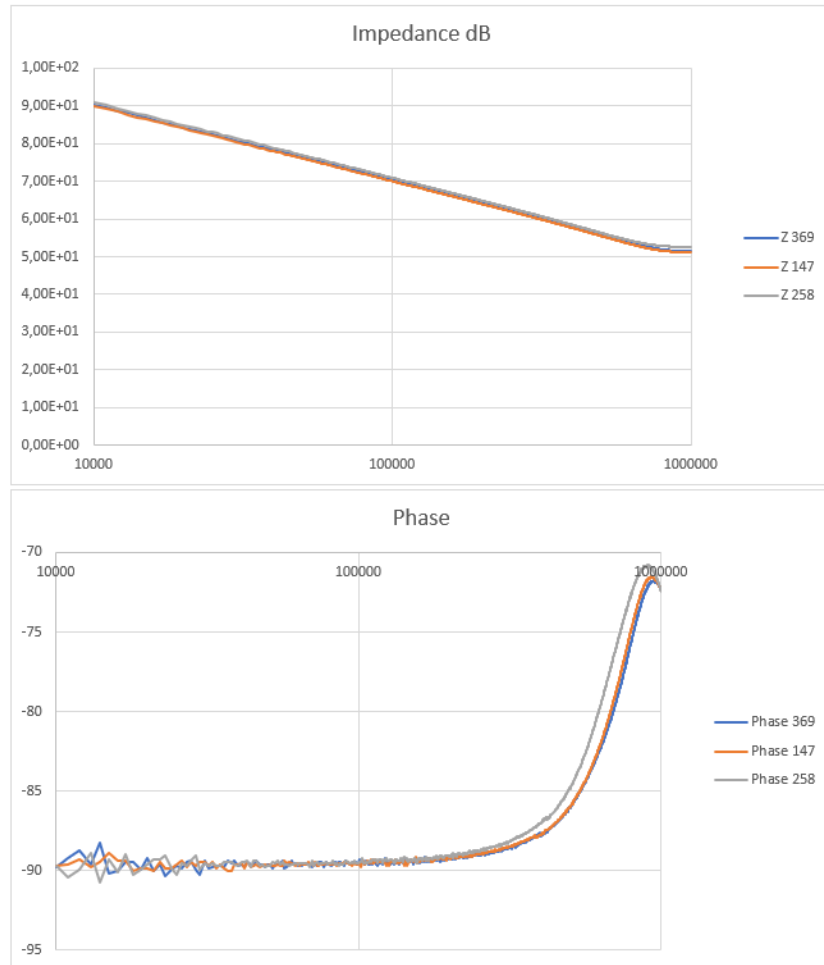 Impedance dB
1,00E+02
9,00E+01
8,00E+01
7,00E+01
6,00E+01
5,00E+01
4,00E+01
3,00E+01
2,00E+01
1,00E+01
0,00E+00
10000 100000 1000000
Z 369
Z 147
Z 258
Phase
-70
10000 100000 1000000
-75
-80
-85
-90
-95
Phase 369
Phase 147
Phase 258